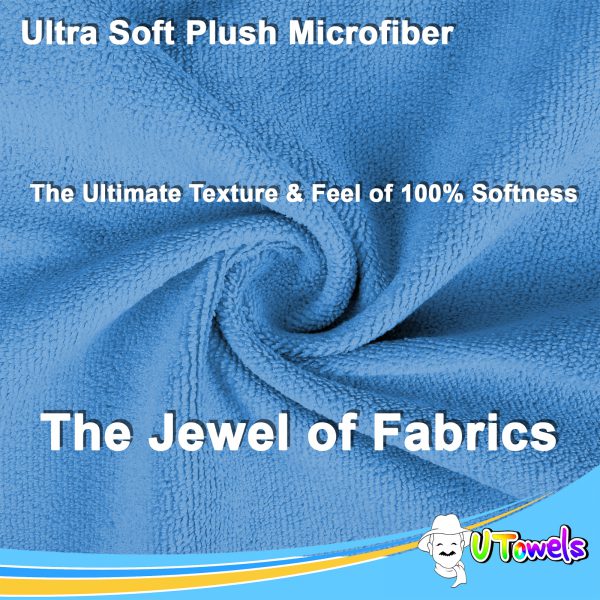 Ultra Soft Plush Microfiber
The Ultimate Texture & Feel of 100% Softness
The Jewel of Fabrics
UTowels